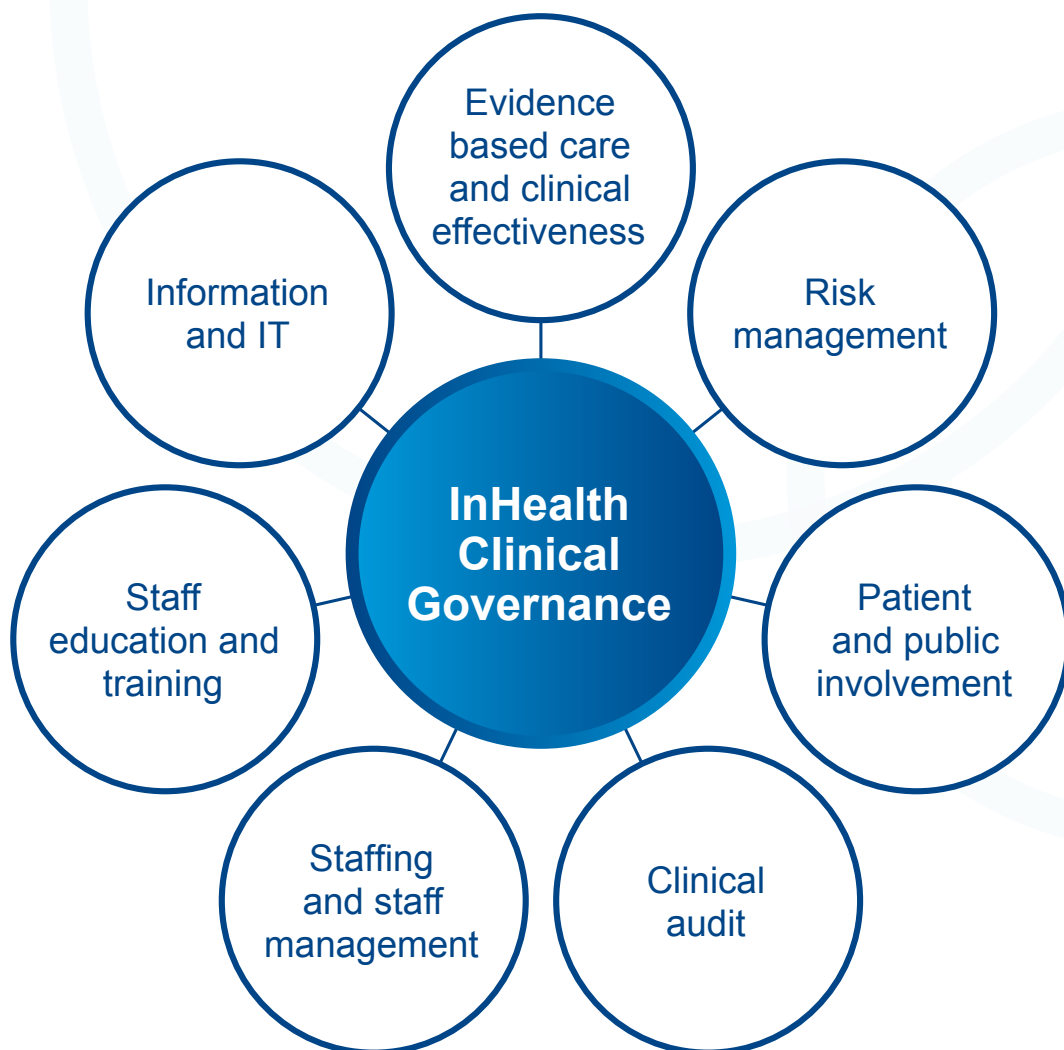 Evidence
based care
and clinical
effectiveness
Risk
management
Patient
and public
involvement
Clinical
audit
Staffing
and staff
management
Staff
education and
training
Information
and IT
InHealth
Clinical
Governance